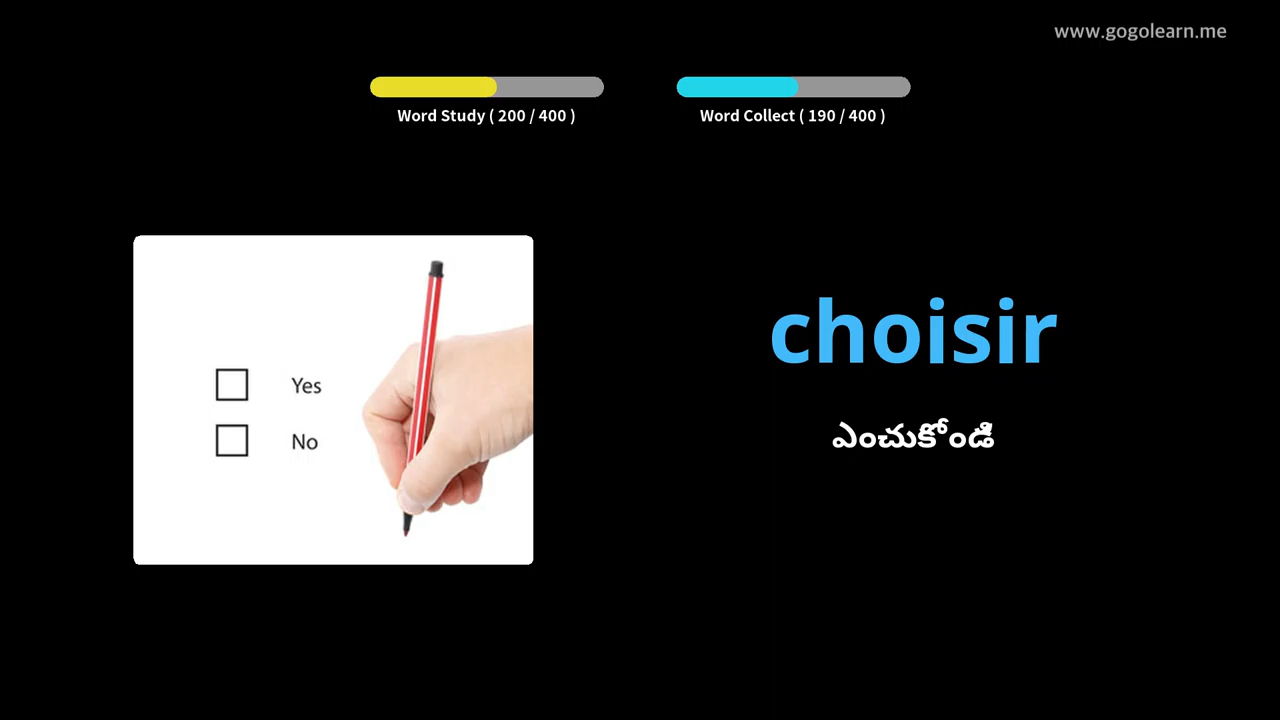 www.gogolearn.me
Word Study ( 200 / 400 )
Word Collect ( 190 / 400 )
choisir
ఎంచుకోండి
Yes
No